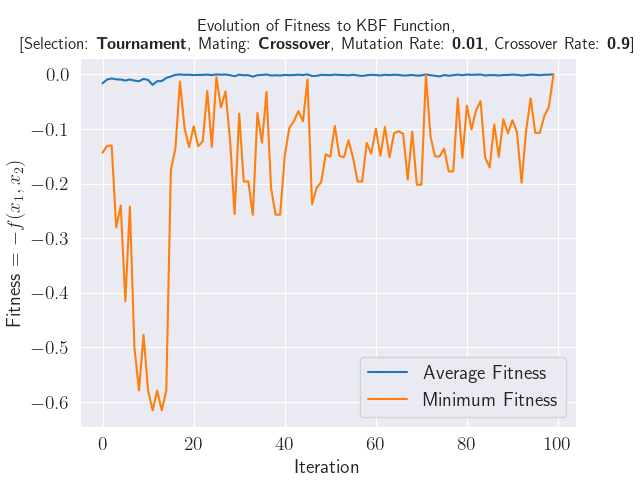 Evolution of Fitness to KBF Function,
[Selection: Tournament, Mating: Crossover, Mutation Rate: 0.01, Crossover Rate: 0.9]
Fitness = −f(x₁, x₂)
0.0
−0.1
−0.2
−0.3
−0.4
−0.5
−0.6
Average Fitness
Minimum Fitness
0 20 40 60 80 100
Iteration